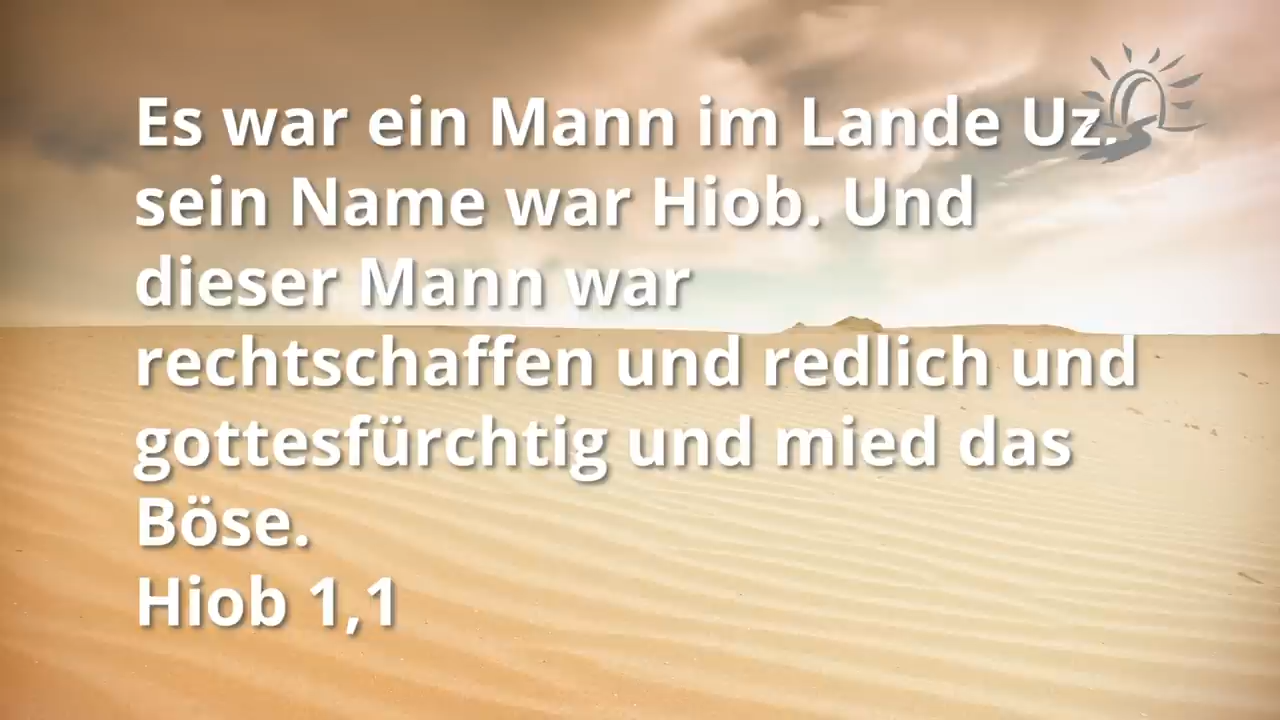 Es war ein Mann im Lande Uz,
sein Name war Hiob. Und
dieser Mann war
rechtschaffen und redlich und
gottesfürchtig und mied das
Böse.
Hiob 1,1